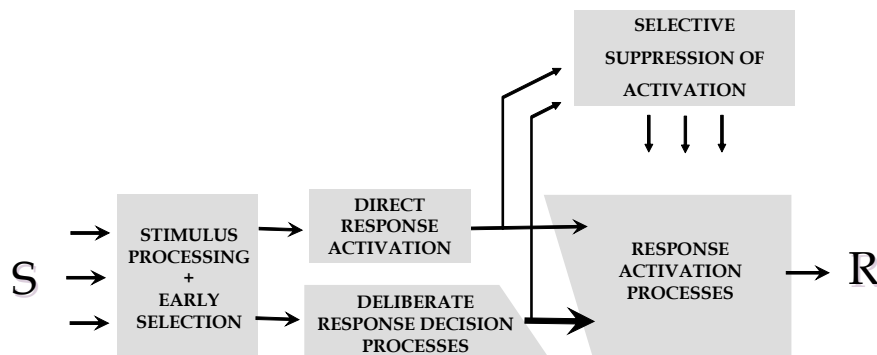 SELECTIVE
SUPPRESSION OF
ACTIVATION
S
STIMULUS
PROCESSING
+
EARLY
SELECTION
DIRECT
RESPONSE
ACTIVATION
DELIBERATE
RESPONSE DECISION
PROCESSES
RESPONSE
ACTIVATION
PROCESSES
R